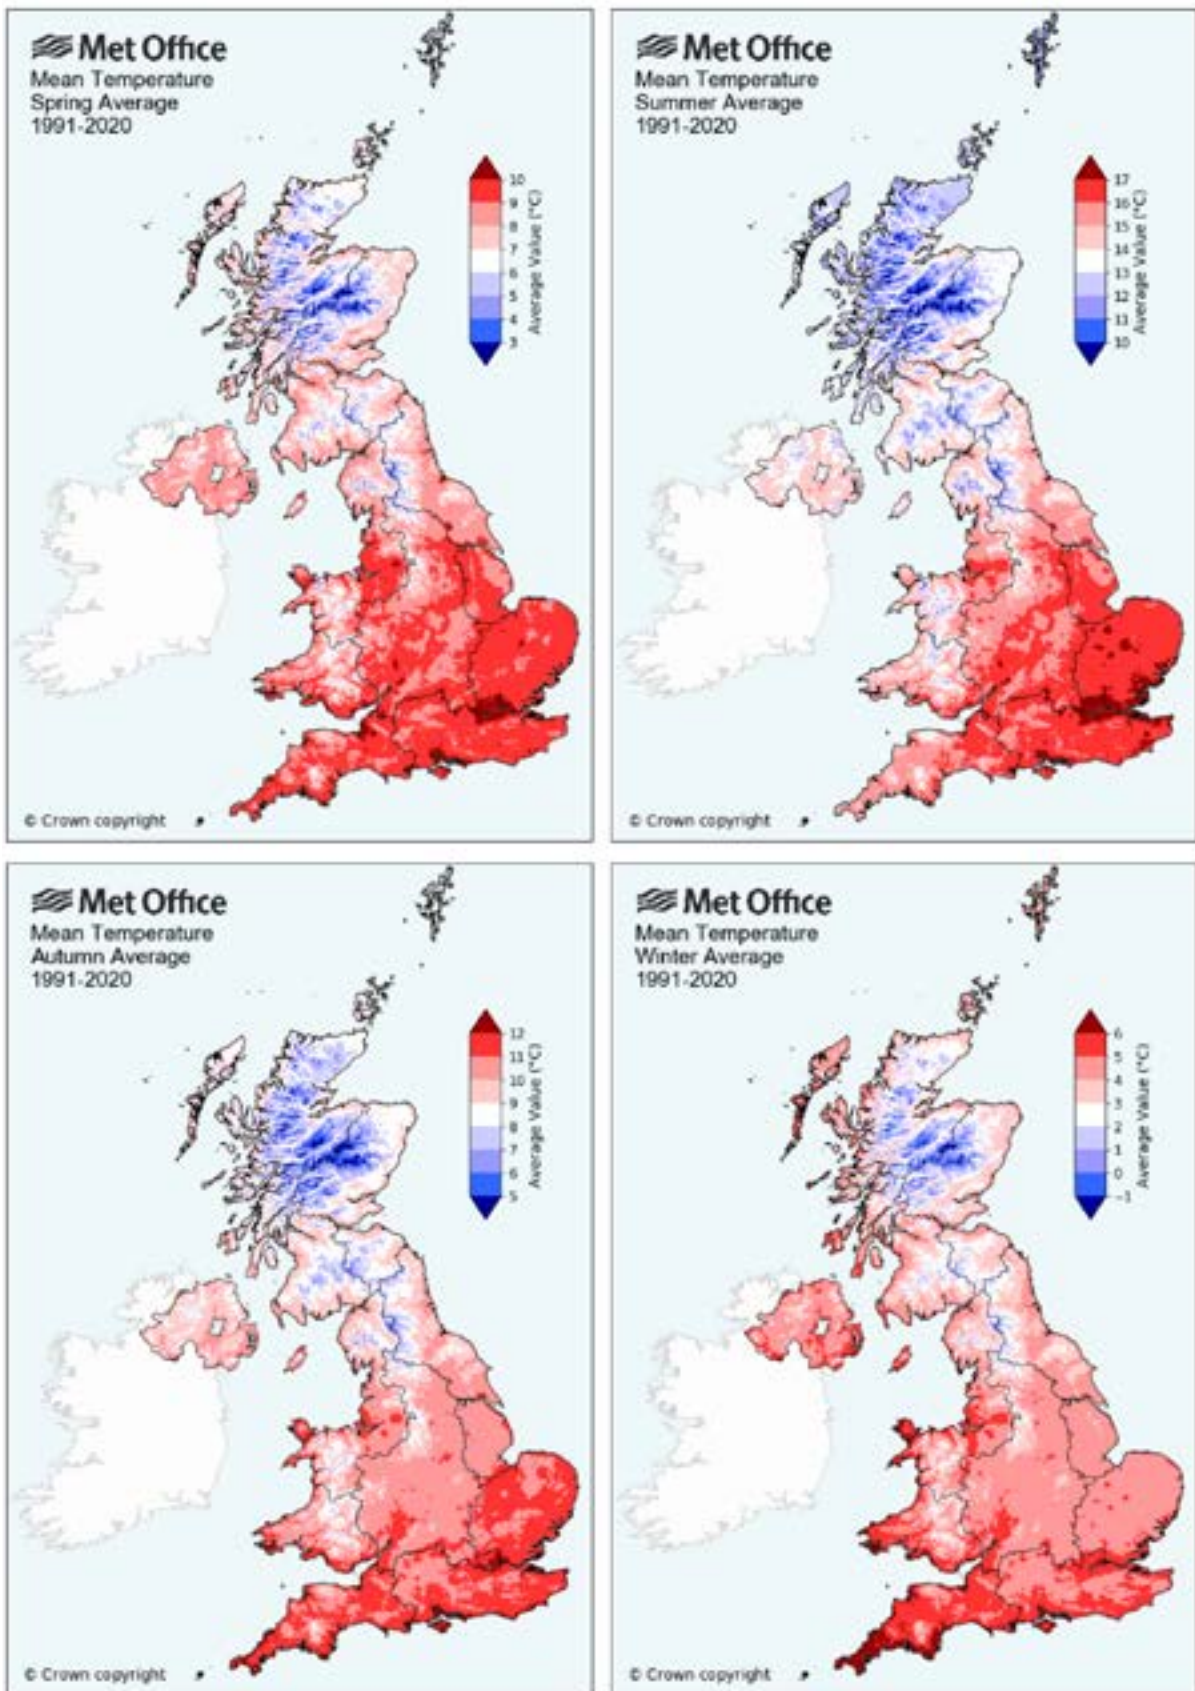 Met Office
Mean Temperature
Spring Average
1991-2020
10
9
8
7
6
5
4
3
Average Value (°C)
© Crown copyright
Met Office
Mean Temperature
Summer Average
1991-2020
17
16
15
14
13
12
11
10
Average Value (°C)
© Crown copyright
Met Office
Mean Temperature
Autumn Average
1991-2020
12
11
10
9
8
7
6
5
Average Value (°C)
© Crown copyright
Met Office
Mean Temperature
Winter Average
1991-2020
6
5
4
3
2
1
0
−1
Average Value (°C)
© Crown copyright